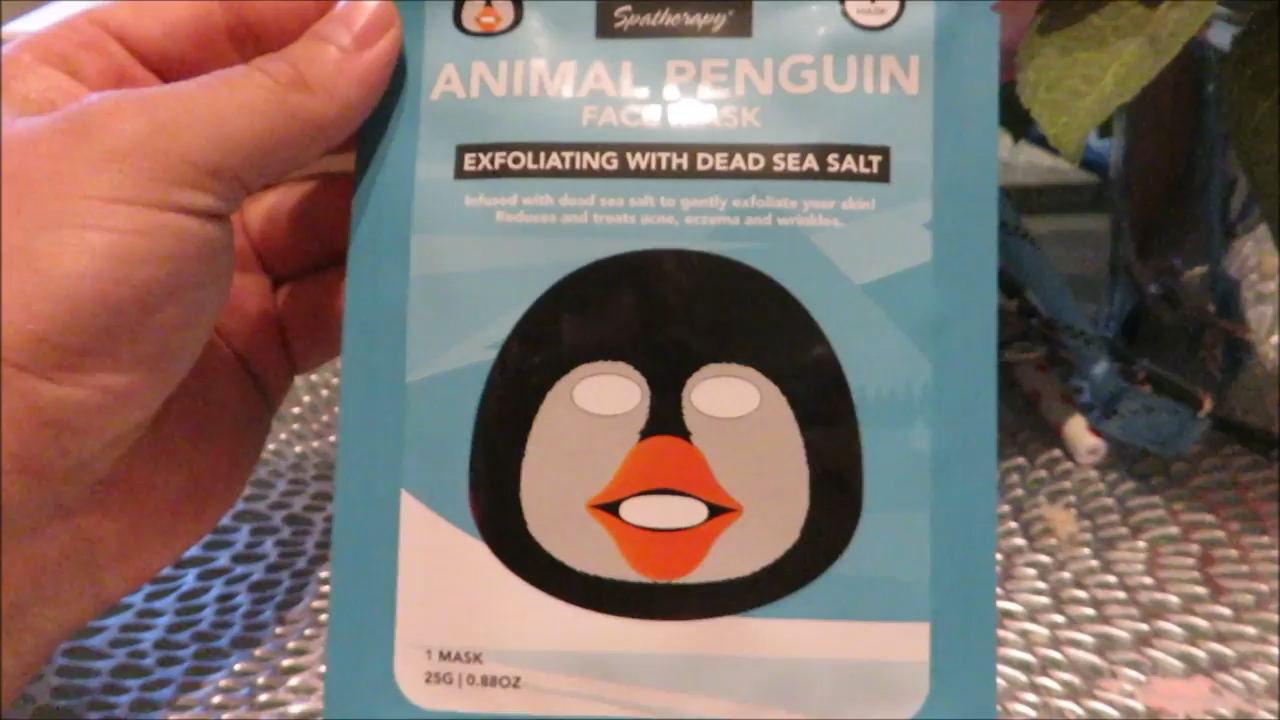 Spatherapy®
MASK
ANIMAL PENGUIN
FACE MASK
EXFOLIATING WITH DEAD SEA SALT
Infused with dead sea salt to gently exfoliate your skin!
Reduces and treats acne, eczema and wrinkles.
1 MASK
25G | 0.88OZ